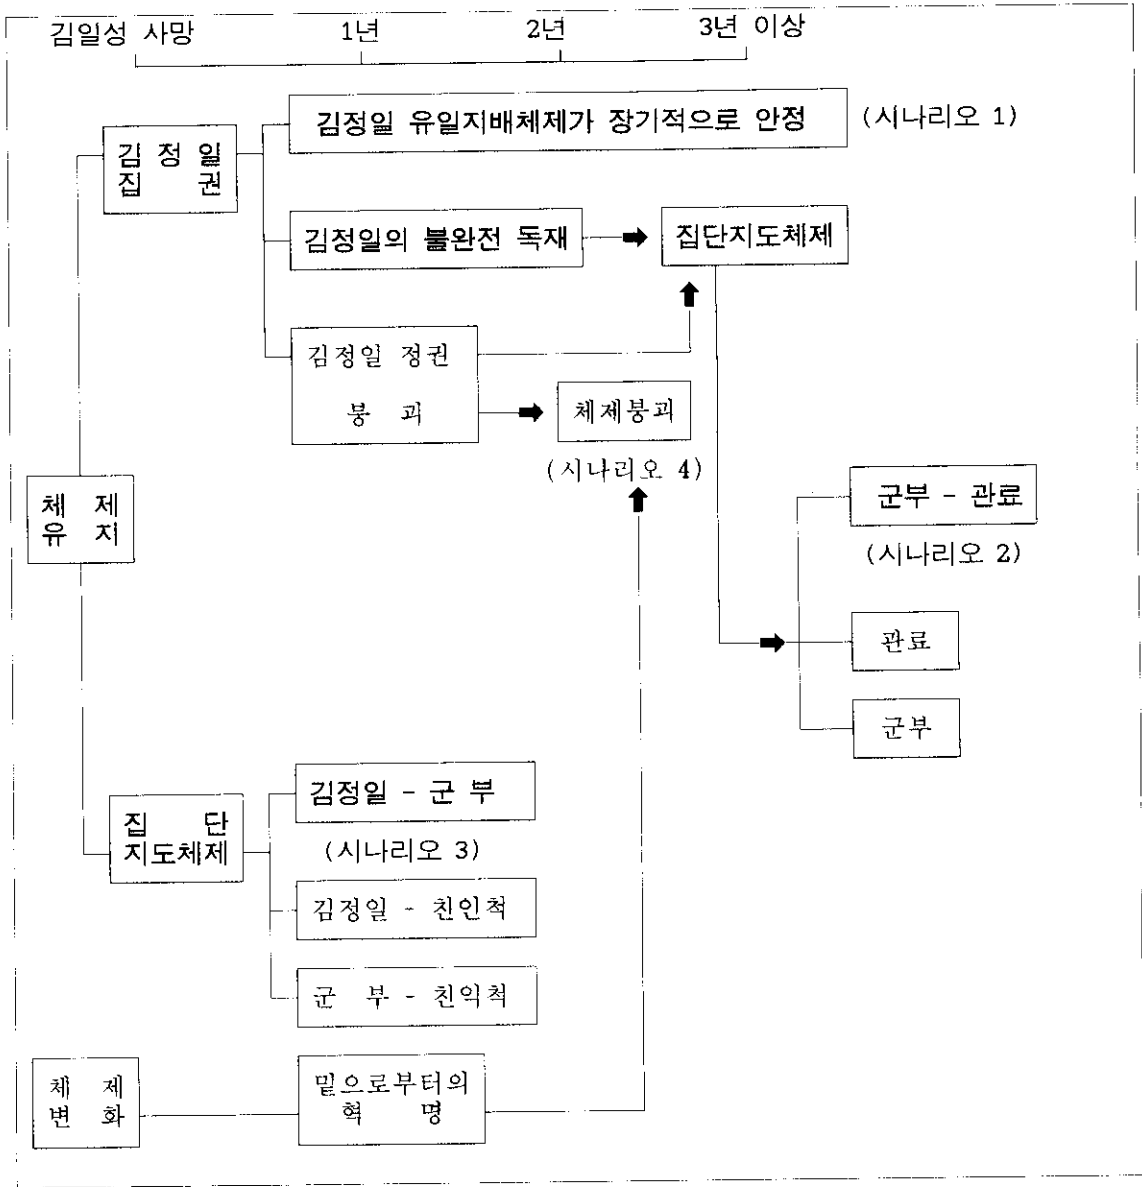 김일성 사망 1년 2년 3년 이상
김정일 유일지배체제가 장기적으로 안정 (시나리오 1)
김 정 일
집 권
김정일의 불완전 독재
집단지도체제
김정일 정권
붕 괴
체제붕괴
(시나리오 4)
체 제
유 지
군부 - 관료
(시나리오 2)
관료
군부
집 단
지도체제
김정일 - 군 부
(시나리오 3)
김정일 - 친인척
군 부 - 친익척
체 제
변 화
밑으로부터의
혁 명